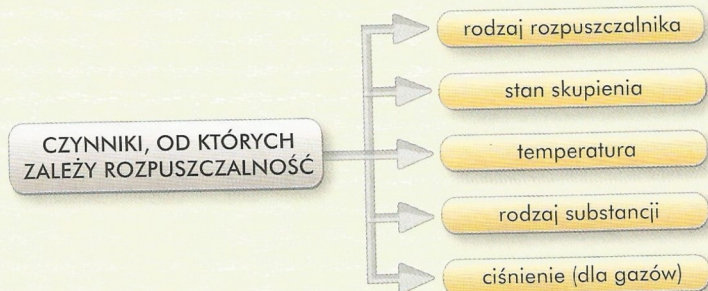 CZYNNIKI, OD KTÓRYCH
ZALEŻY ROZPUSZCZALNOŚĆ
rodzaj rozpuszczalnika
stan skupienia
temperatura
rodzaj substancji
ciśnienie (dla gazów)